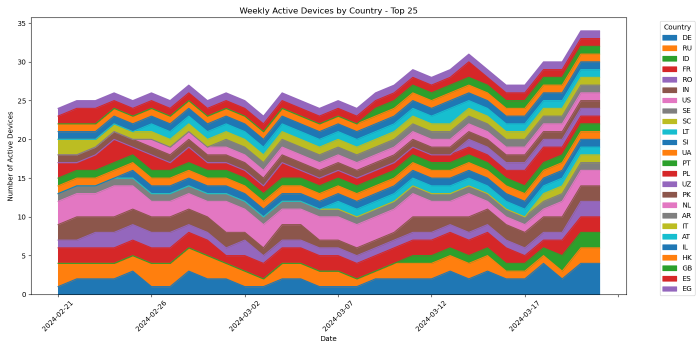 Weekly Active Devices by Country - Top 25
Number of Active Devices
35
30
25
20
15
10
5
0
2024-02-21
2024-02-26
2024-03-02
2024-03-07
2024-03-12
2024-03-17
Date
Country
DE
RU
ID
FR
RO
IN
US
SE
SC
LT
SI
UA
PT
PL
UZ
PK
NL
AR
IT
AT
IL
HK
GB
ES
EG